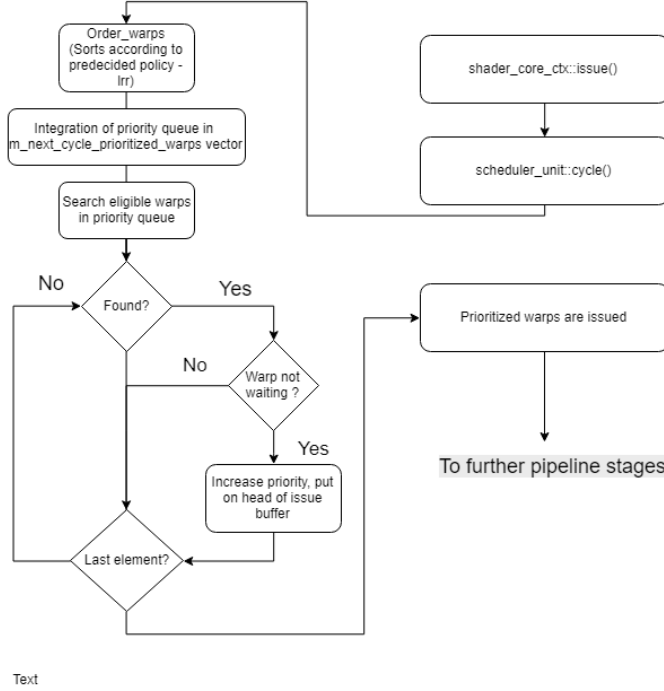 Order_warps
(Sorts according to
predecided policy -
lrr)
Integration of priority queue in
m_next_cycle_prioritized_warps vector
Search eligible warps
in priority queue
Found?
No
Yes
Warp not
waiting ?
No
Yes
Increase priority, put
on head of issue
buffer
Last element?
shader_core_ctx::issue()
scheduler_unit::cycle()
Prioritized warps are issued
To further pipeline stages
Text